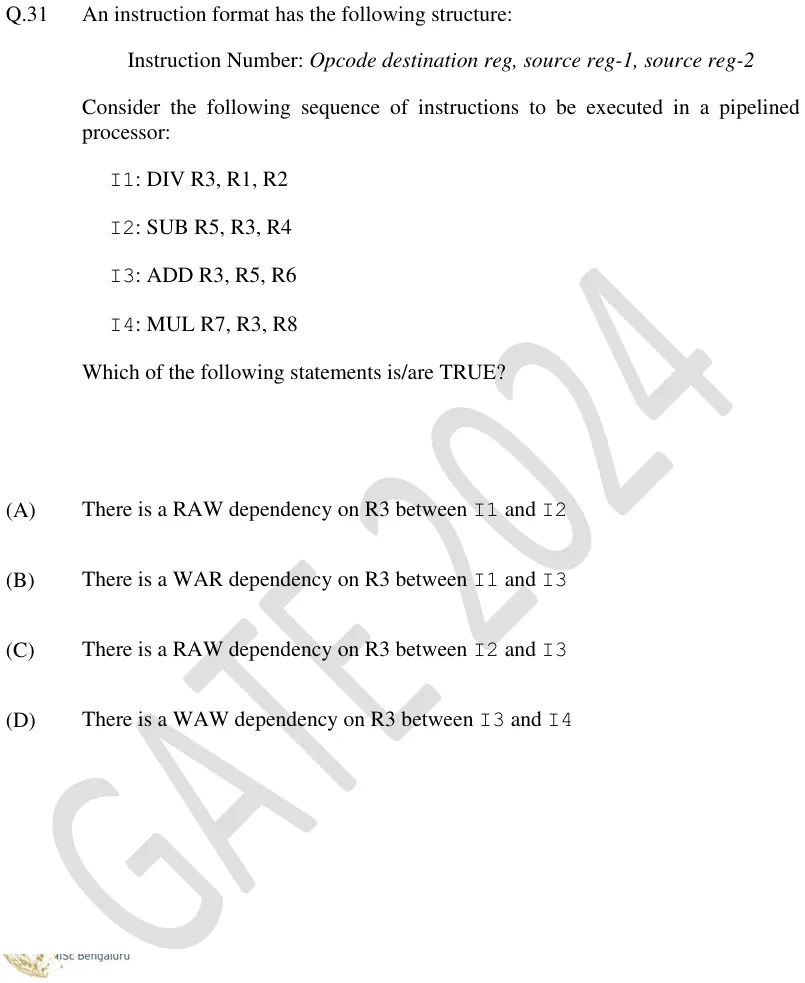 Q.31 An instruction format has the following structure:
Instruction Number: Opcode destination reg, source reg-1, source reg-2
Consider the following sequence of instructions to be executed in a pipelined
processor:
I1: DIV R3, R1, R2
I2: SUB R5, R3, R4
I3: ADD R3, R5, R6
I4: MUL R7, R3, R8
Which of the following statements is/are TRUE?
(A) There is a RAW dependency on R3 between I1 and I2
(B) There is a WAR dependency on R3 between I1 and I3
(C) There is a RAW dependency on R3 between I2 and I3
(D) There is a WAW dependency on R3 between I3 and I4
GATE 2024
IISc Bengaluru